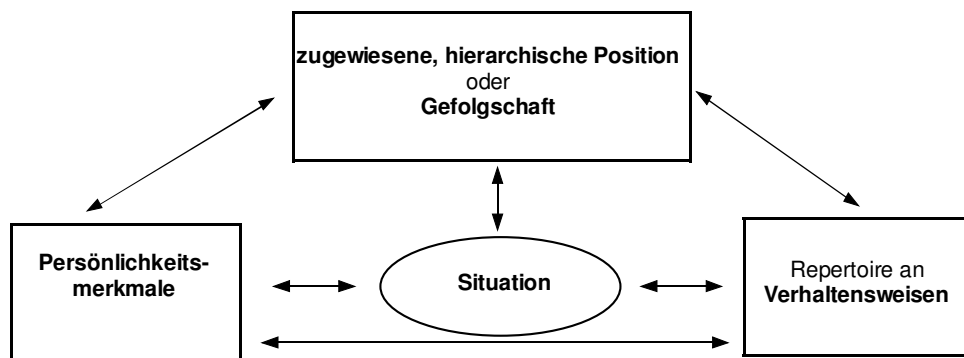 zugewiesene, hierarchische Position
oder
Gefolgschaft
Persönlichkeits-
merkmale
Situation
Repertoire an
Verhaltensweisen